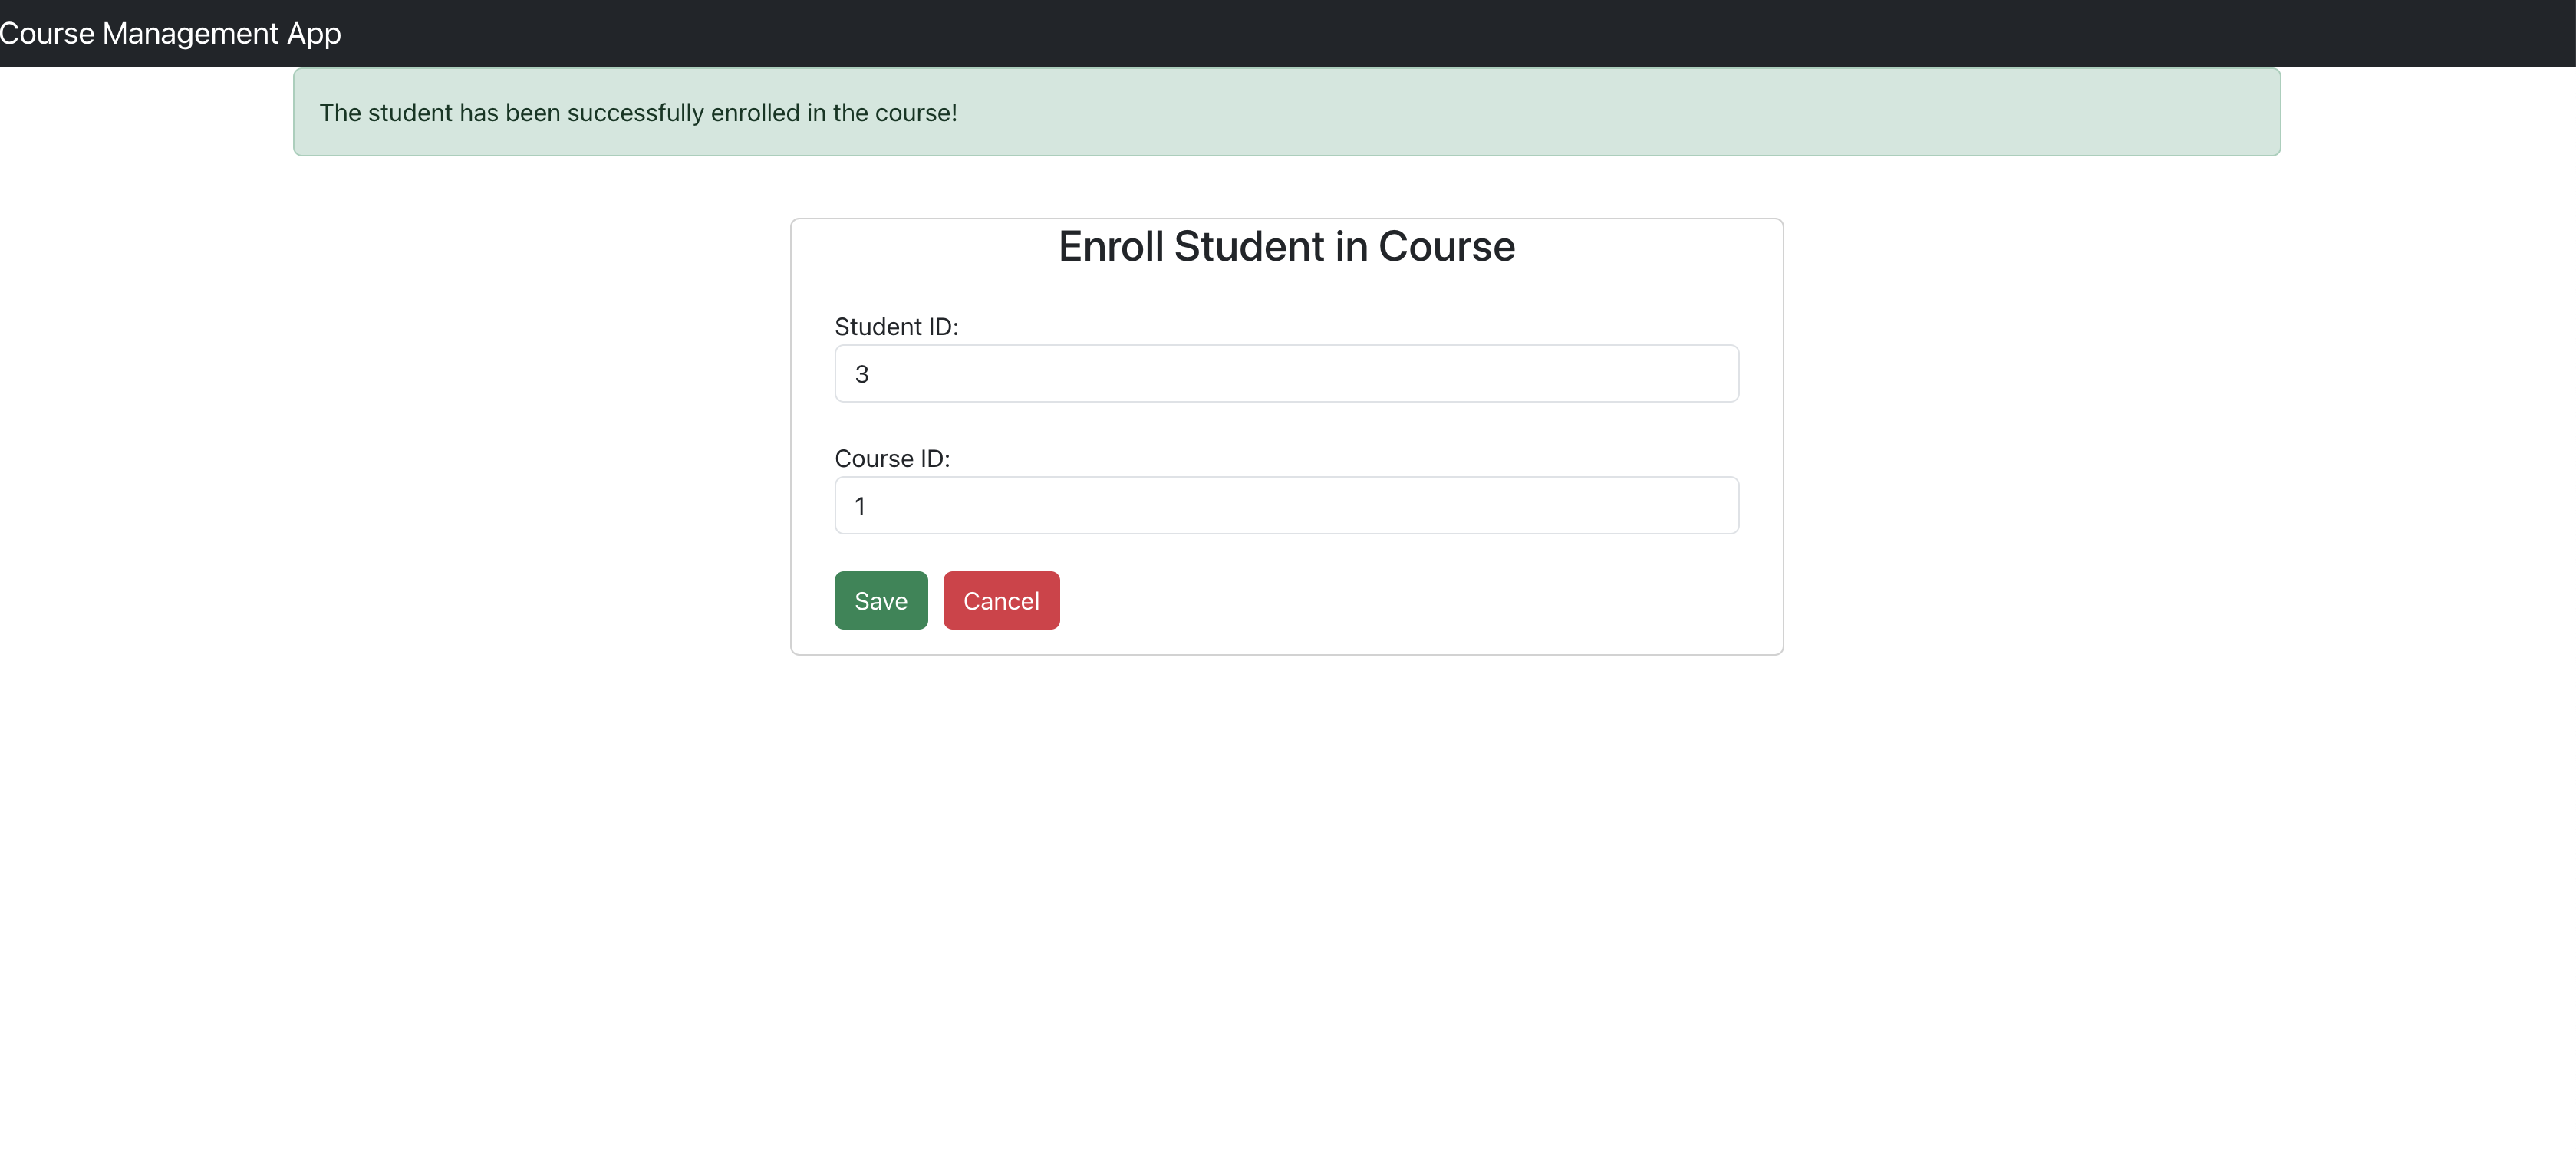 Course Management App
The student has been successfully enrolled in the course!
Enroll Student in Course
Student ID:
3
Course ID:
1
Save Cancel